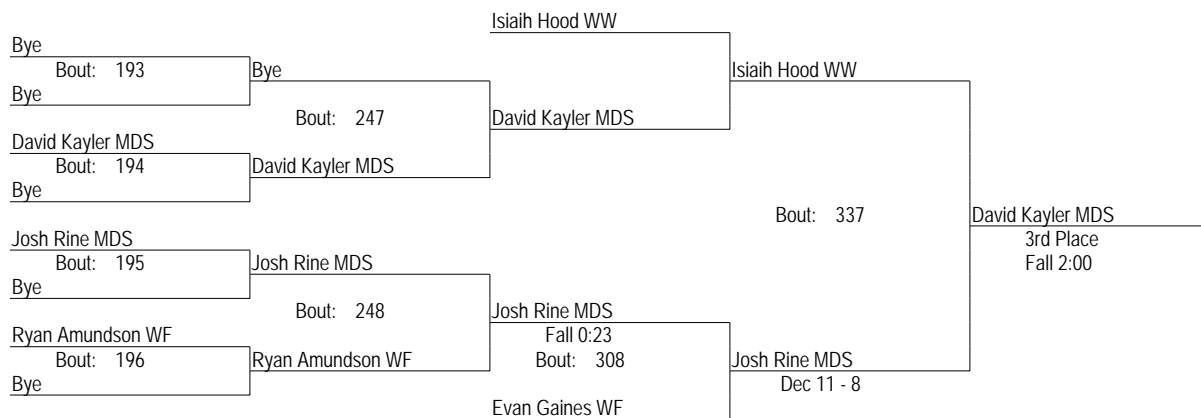 Isiaih Hood WW
Bye
Bout: 193
Bye
Isiaih Hood WW
Bye
Bout: 247
David Kayler MDS
David Kayler MDS
Bout: 194
David Kayler MDS
Bye
Bout: 337
David Kayler MDS
3rd Place
Fall 2:00
Josh Rine MDS
Bout: 195
Josh Rine MDS
Bye
Bout: 248
Josh Rine MDS
Fall 0:23
Ryan Amundson WF
Bout: 196
Ryan Amundson WF
Bout: 308
Josh Rine MDS
Dec 11 - 8
Bye
Evan Gaines WF